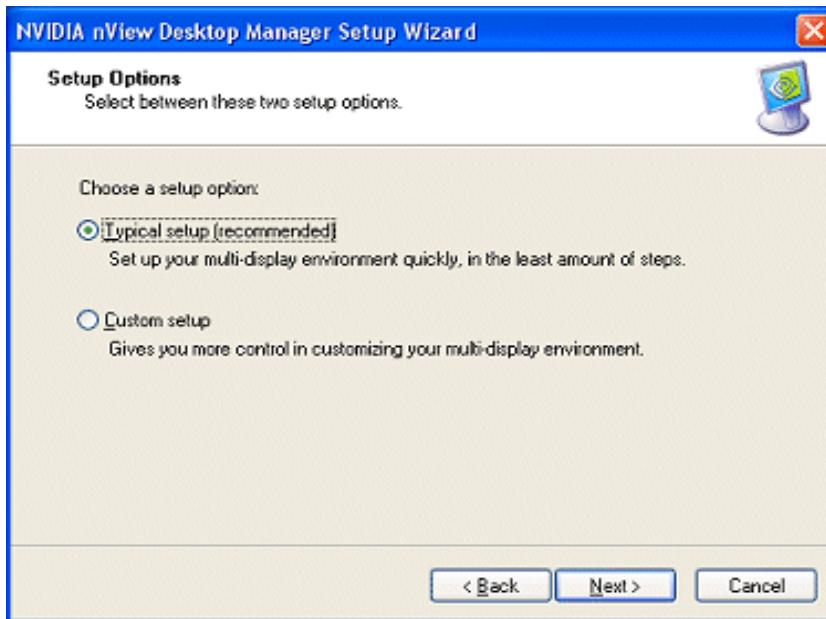 NVIDIA nView Desktop Manager Setup Wizard
Setup Options
Select between these two setup options.
Choose a setup option:
Typical setup (recommended)
Set up your multi-display environment quickly, in the least amount of steps.
Custom setup
Gives you more control in customizing your multi-display environment.
< Back
Next >
Cancel